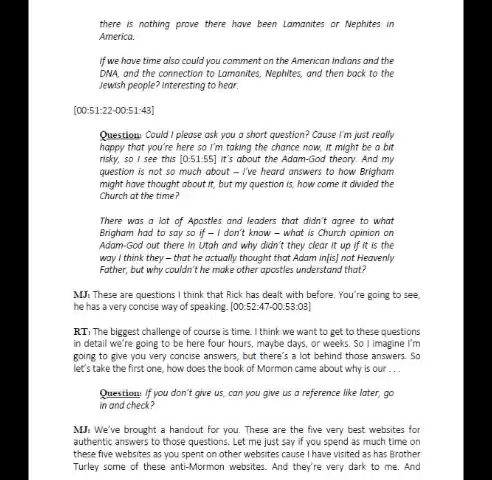 there is nothing prove there have been Lamanites or Nephites in
America.
If we have time also could you comment on the American Indians and the
DNA, and the connection to Lamanites, Nephites, and then back to the
Jewish people? Interesting to hear.
[00:51:22-00:51:43]
Question: Could I please ask you a short question? Cause I'm just really
happy that you're here so I'm taking the chance now, it might be a bit
risky, so I see this [0:51:55] It's about the Adam-God theory. And my
question is not so much about – I've heard answers to how Brigham
might have thought about it, but my question is, how come it divided the
Church at the time?
There was a lot of Apostles and leaders that didn't agree to what
Brigham had to say so if – I don't know – what is Church opinion on
Adam-God out there in Utah and why didn't they clear it up if it is the
way I think they – that he actually thought that Adam in[is] not Heavenly
Father, but why couldn't he make other apostles understand that?
MJ: These are questions I think that Rick has dealt with before. You're going to see,
he has a very concise way of speaking. [00:52:47-00:53:03]
RT: The biggest challenge of course is time. I think we want to get to these questions
in detail we're going to be here four hours, maybe days, or weeks. So I imagine I'm
going to give you very concise answers, but there's a lot behind those answers. So
let's take the first one, how does the book of Mormon came about why is our . . .
Question: If you don't give us, can you give us a reference like later, go
in and check?
MJ: We've brought a handout for you. These are the five very best websites for
authentic answers to those questions. Let me just say if you spend as much time on
these five websites as you spent on other websites cause I have visited as has Brother
Turley some of these anti-Mormon websites. And they're very dark to me. And